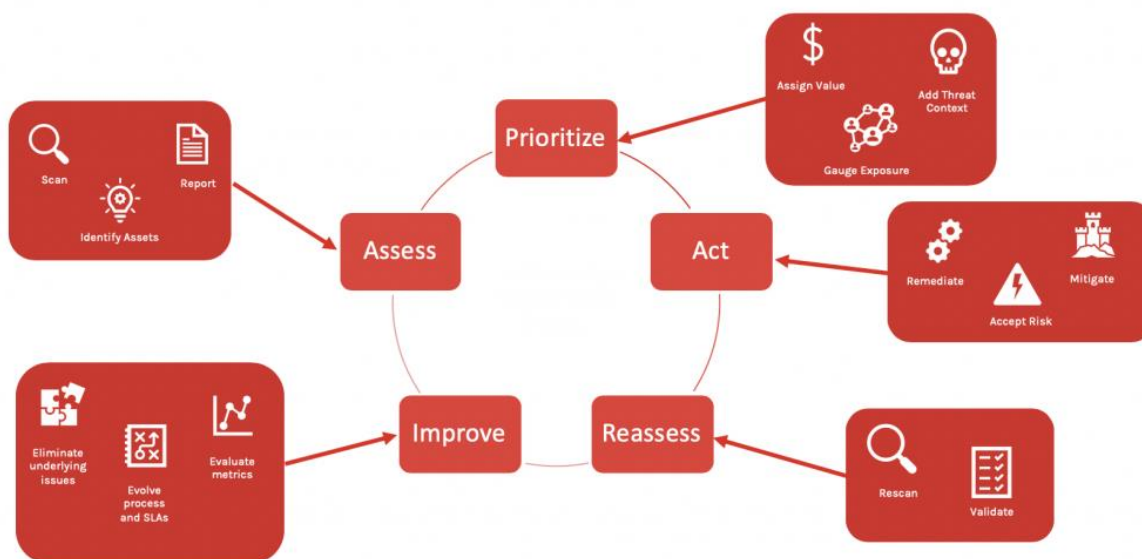 Prioritize
Assign Value
Add Threat
Context
Gauge Exposure
Act
Remediate
Mitigate
Accept Risk
Reassess
Rescan
Validate
Improve
Eliminate
underlying
issues
Evolve
process
and SLAs
Evaluate
metrics
Assess
Scan
Report
Identify Assets